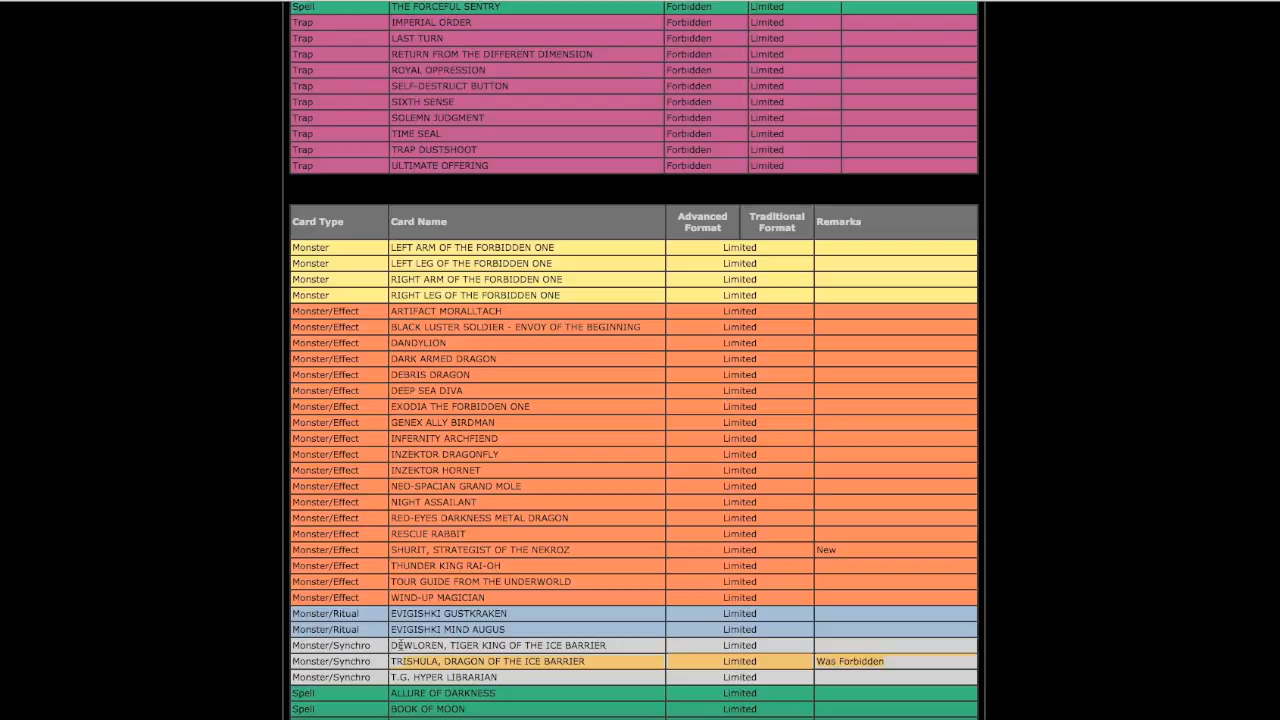 Spell THE FORCEFUL SENTRY Forbidden Limited
Trap IMPERIAL ORDER Forbidden Limited
Trap LAST TURN Forbidden Limited
Trap RETURN FROM THE DIFFERENT DIMENSION Forbidden Limited
Trap ROYAL OPPRESSION Forbidden Limited
Trap SELF-DESTRUCT BUTTON Forbidden Limited
Trap SIXTH SENSE Forbidden Limited
Trap SOLEMN JUDGMENT Forbidden Limited
Trap TIME SEAL Forbidden Limited
Trap TRAP DUSTSHOOT Forbidden Limited
Trap ULTIMATE OFFERING Forbidden Limited
Card Type Card Name Advanced Format Traditional Format Remarks
Monster LEFT ARM OF THE FORBIDDEN ONE Limited
Monster LEFT LEG OF THE FORBIDDEN ONE Limited
Monster RIGHT ARM OF THE FORBIDDEN ONE Limited
Monster RIGHT LEG OF THE FORBIDDEN ONE Limited
Monster/Effect ARTIFACT MORALLTACH Limited
Monster/Effect BLACK LUSTER SOLDIER - ENVOY OF THE BEGINNING Limited
Monster/Effect DANDYLION Limited
Monster/Effect DARK ARMED DRAGON Limited
Monster/Effect DEBRIS DRAGON Limited
Monster/Effect DEEP SEA DIVA Limited
Monster/Effect EXODIA THE FORBIDDEN ONE Limited
Monster/Effect GENEX ALLY BIRDMAN Limited
Monster/Effect INFERNITY ARCHFIEND Limited
Monster/Effect INZEKTOR DRAGONFLY Limited
Monster/Effect INZEKTOR HORNET Limited
Monster/Effect NEO-SPACIAN GRAND MOLE Limited
Monster/Effect NIGHT ASSAILANT Limited
Monster/Effect RED-EYES DARKNESS METAL DRAGON Limited
Monster/Effect RESCUE RABBIT Limited
Monster/Effect SHURIT, STRATEGIST OF THE NEKROZ Limited New
Monster/Effect THUNDER KING RAI-OH Limited
Monster/Effect TOUR GUIDE FROM THE UNDERWORLD Limited
Monster/Effect WIND-UP MAGICIAN Limited
Monster/Ritual EVIGISHKI GUSTKRAKEN Limited
Monster/Ritual EVIGISHKI MIND AUGUS Limited
Monster/Synchro DEWLOREN, TIGER KING OF THE ICE BARRIER Limited
Monster/Synchro TRISHULA, DRAGON OF THE ICE BARRIER Limited Was Forbidden
Monster/Synchro T.G. HYPER LIBRARIAN Limited
Spell ALLURE OF DARKNESS Limited
Spell BOOK OF MOON Limited